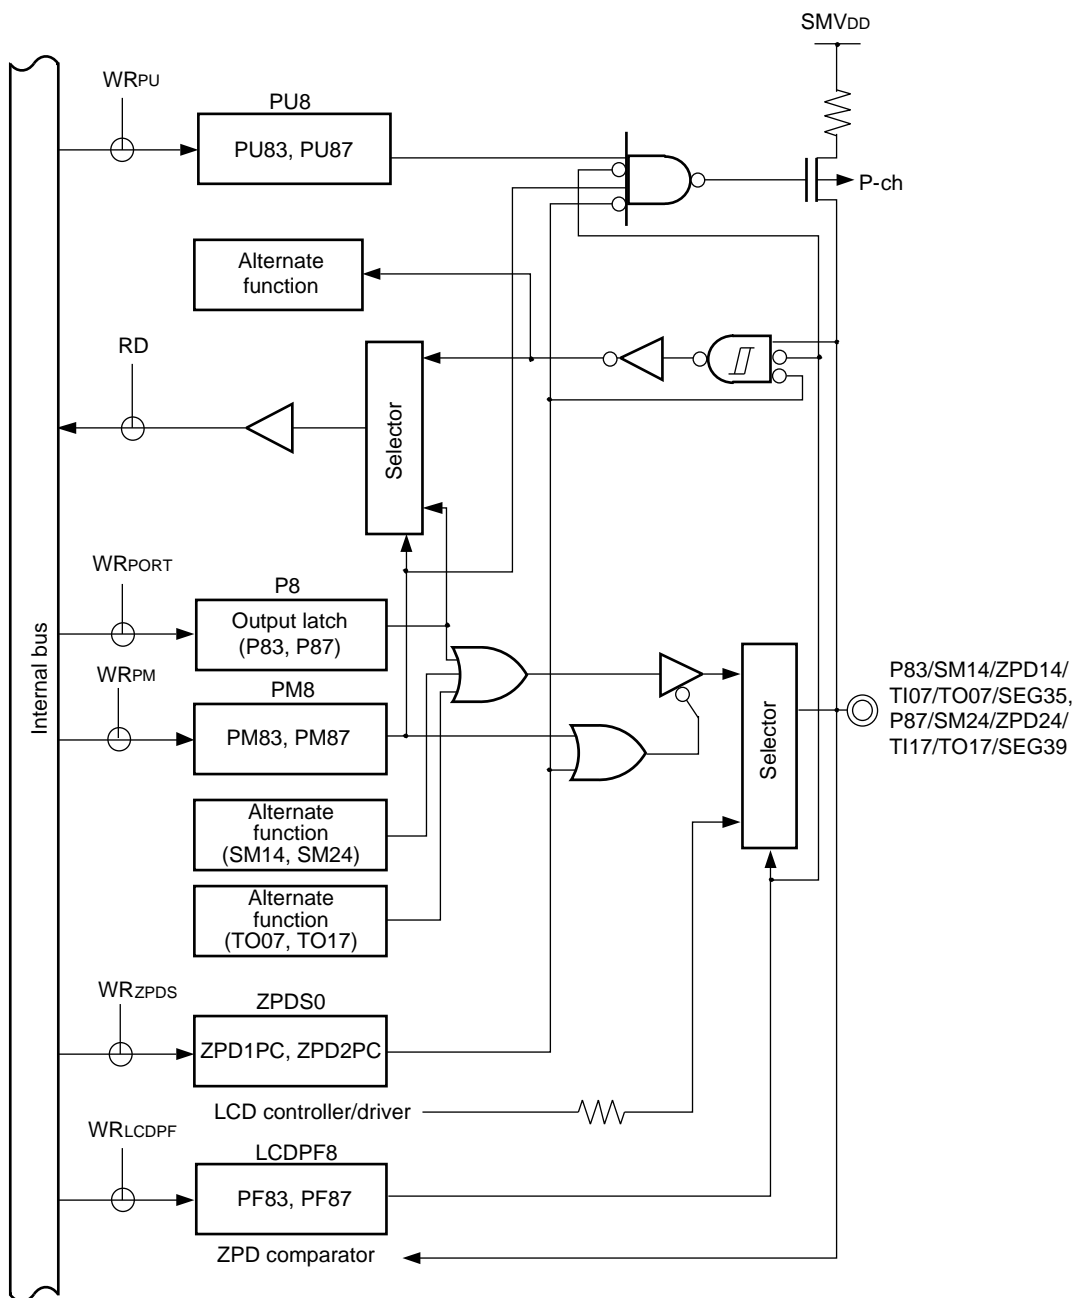 SMVDD
WRPU
PU8
PU83, PU87
P-ch
Alternate
function
RD
Selector
WRPORT
P8
Output latch
(P83, P87)
Internal bus
WRPM
PM8
PM83, PM87
Selector
P83/SM14/ZPD14/
TI07/TO07/SEG35,
P87/SM24/ZPD24/
TI17/TO17/SEG39
Alternate
function
(SM14, SM24)
Alternate
function
(TO07, TO17)
WRZPDS
ZPDS0
ZPD1PC, ZPD2PC
LCD controller/driver
WRLCDPF
LCDPF8
PF83, PF87
ZPD comparator